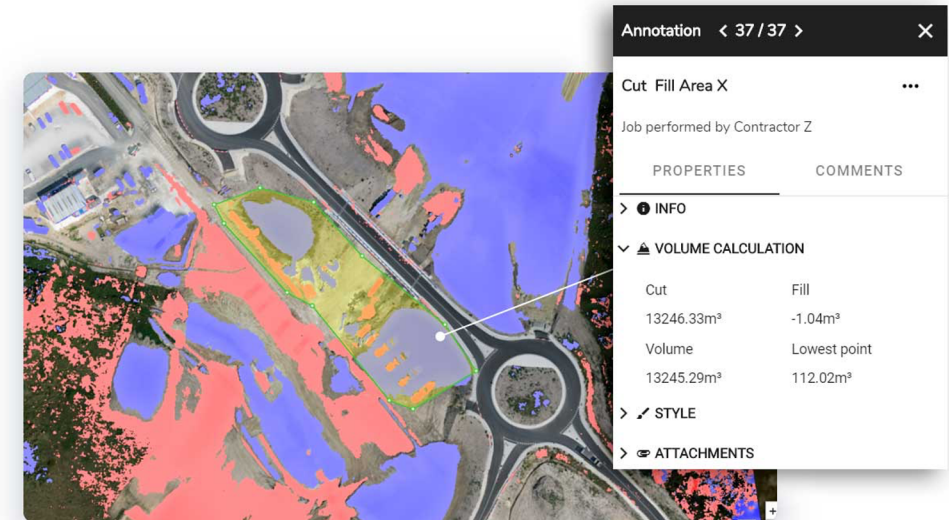 Annotation < 37 / 37 >
Cut Fill Area X
Job performed by Contractor Z
PROPERTIES COMMENTS
INFO
VOLUME CALCULATION
Cut Fill
13246.33m³ -1.04m³
Volume Lowest point
13245.29m³ 112.02m³
STYLE
ATTACHMENTS
+